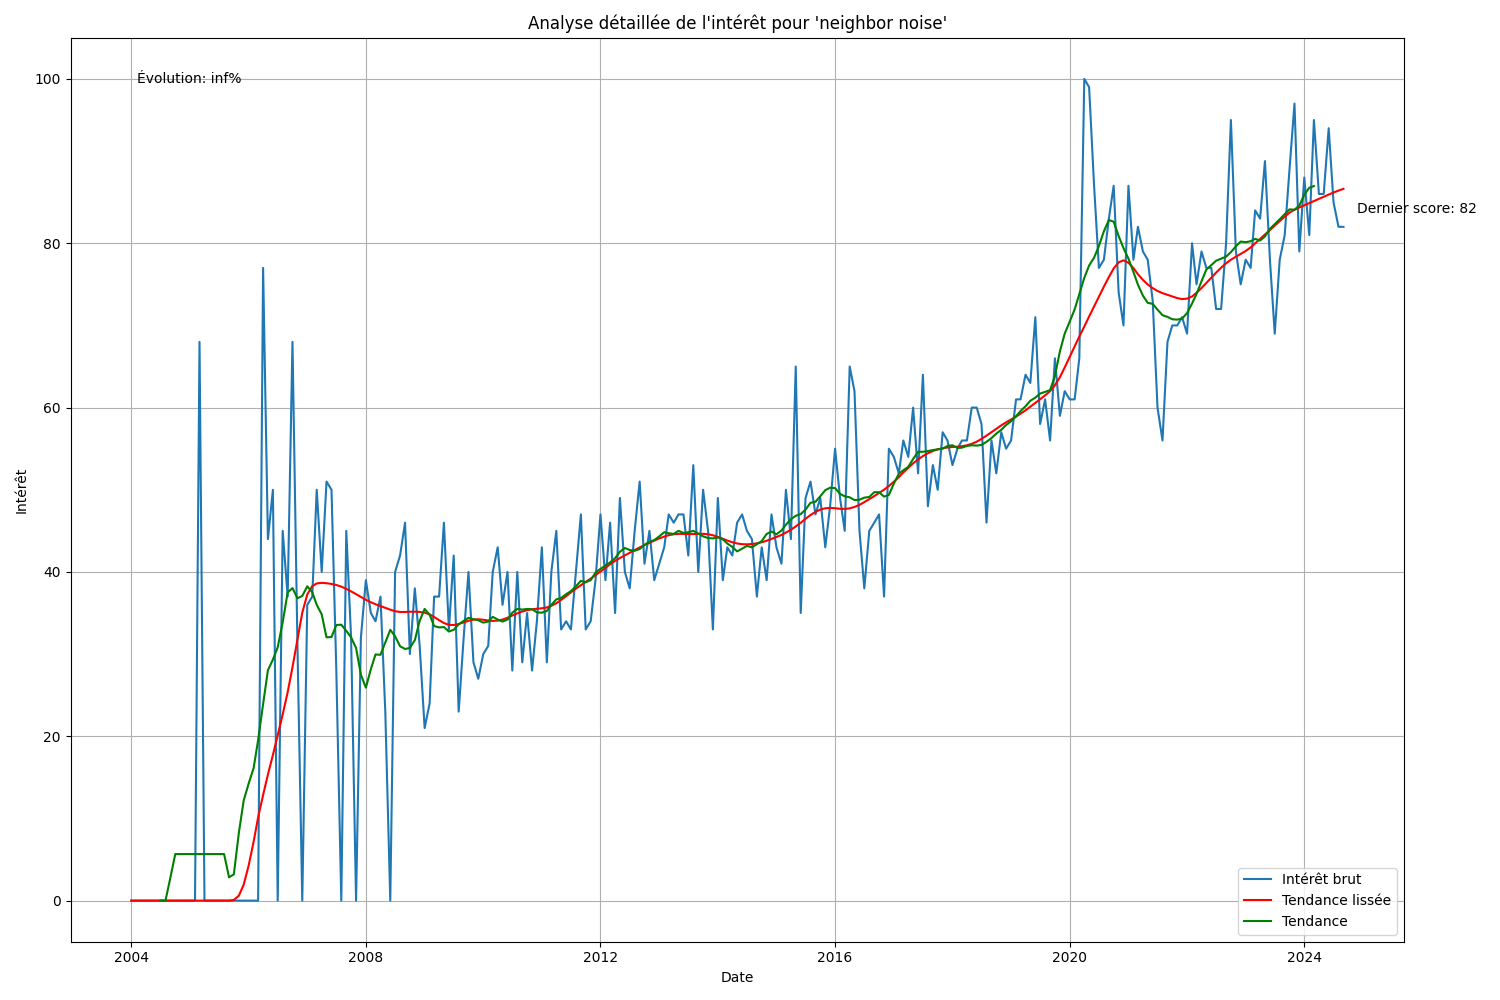 Analyse détaillée de l'intérêt pour 'neighbor noise'
Évolution: inf%
Dernier score: 82
Intérêt
100
80
60
40
20
0
2004
2008
2012
2016
2020
2024
Date
Intérêt brut
Tendance lissée
Tendance